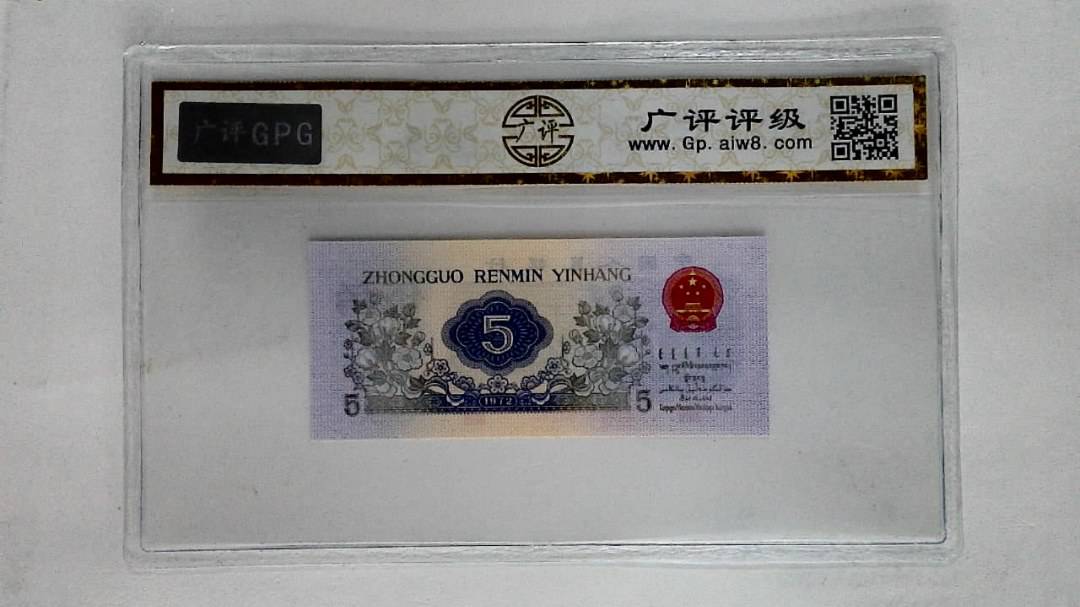 广评GPG
广评
广评评级
www.Gp.aiw8.com
ZHONGGUO RENMIN YINHANG
5
5
1972
5